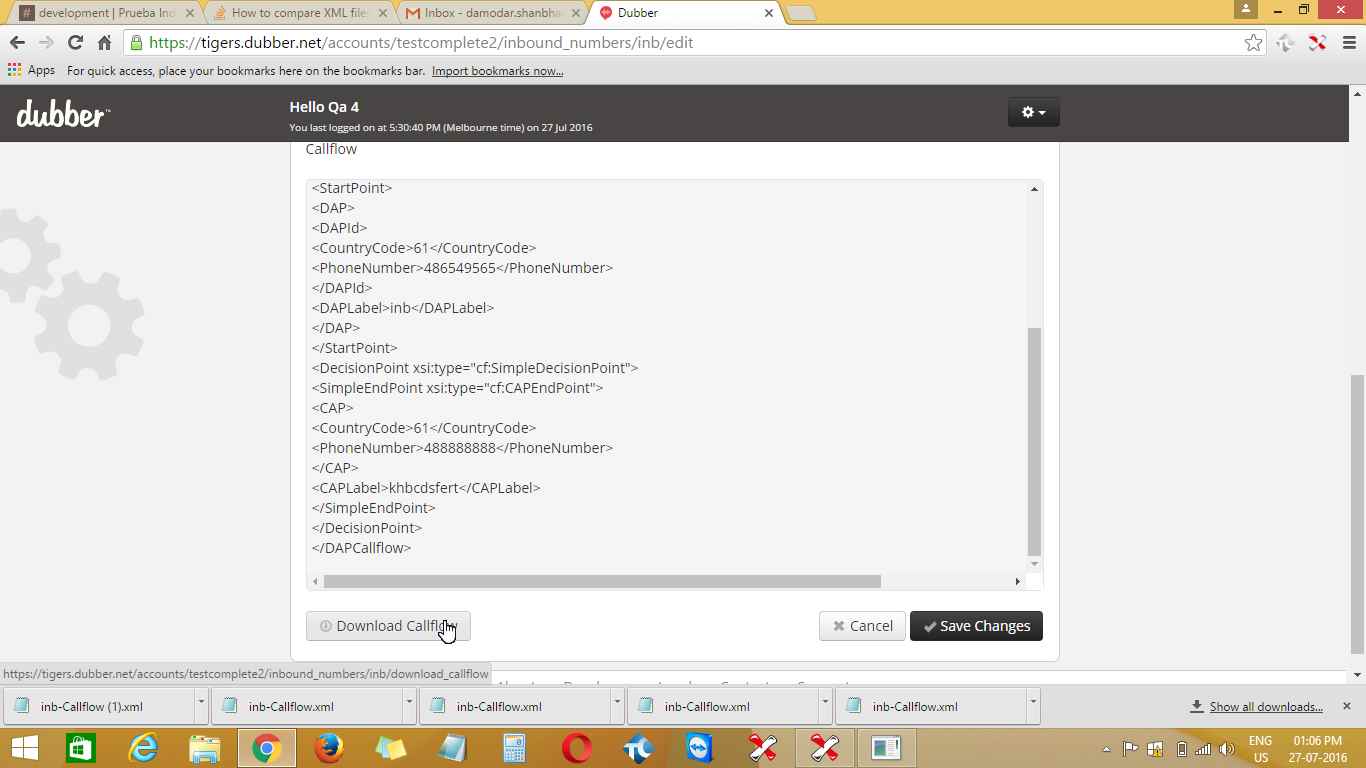 development | Prueba Ind
How to compare XML file
Inbox - damodar.shanbha
Dubber
https://tigers.dubber.net/accounts/testcomplete2/inbound_numbers/inb/edit
Apps For quick access, place your bookmarks here on the bookmarks bar. Import bookmarks now...
dubber™
Hello Qa 4
You last logged on at 5:30:40 PM (Melbourne time) on 27 Jul 2016
Callflow
<StartPoint>
<DAP>
<DAPId>
<CountryCode>61</CountryCode>
<PhoneNumber>486549565</PhoneNumber>
</DAPId>
<DAPLabel>inb</DAPLabel>
</DAP>
</StartPoint>
<DecisionPoint xsi:type="cf:SimpleDecisionPoint">
<SimpleEndPoint xsi:type="cf:CAPEndPoint">
<CAP>
<CountryCode>61</CountryCode>
<PhoneNumber>488888888</PhoneNumber>
</CAP>
<CAPLabel>khbcdsfert</CAPLabel>
</SimpleEndPoint>
</DecisionPoint>
</DAPCallflow>
Download Callflow
Cancel
Save Changes
https://tigers.dubber.net/accounts/testcomplete2/inbound_numbers/inb/download_callflow
inb-Callflow (1).xml
inb-Callflow.xml
inb-Callflow.xml
inb-Callflow.xml
inb-Callflow.xml
Show all downloads...
ENG
US
01:06 PM
27-07-2016